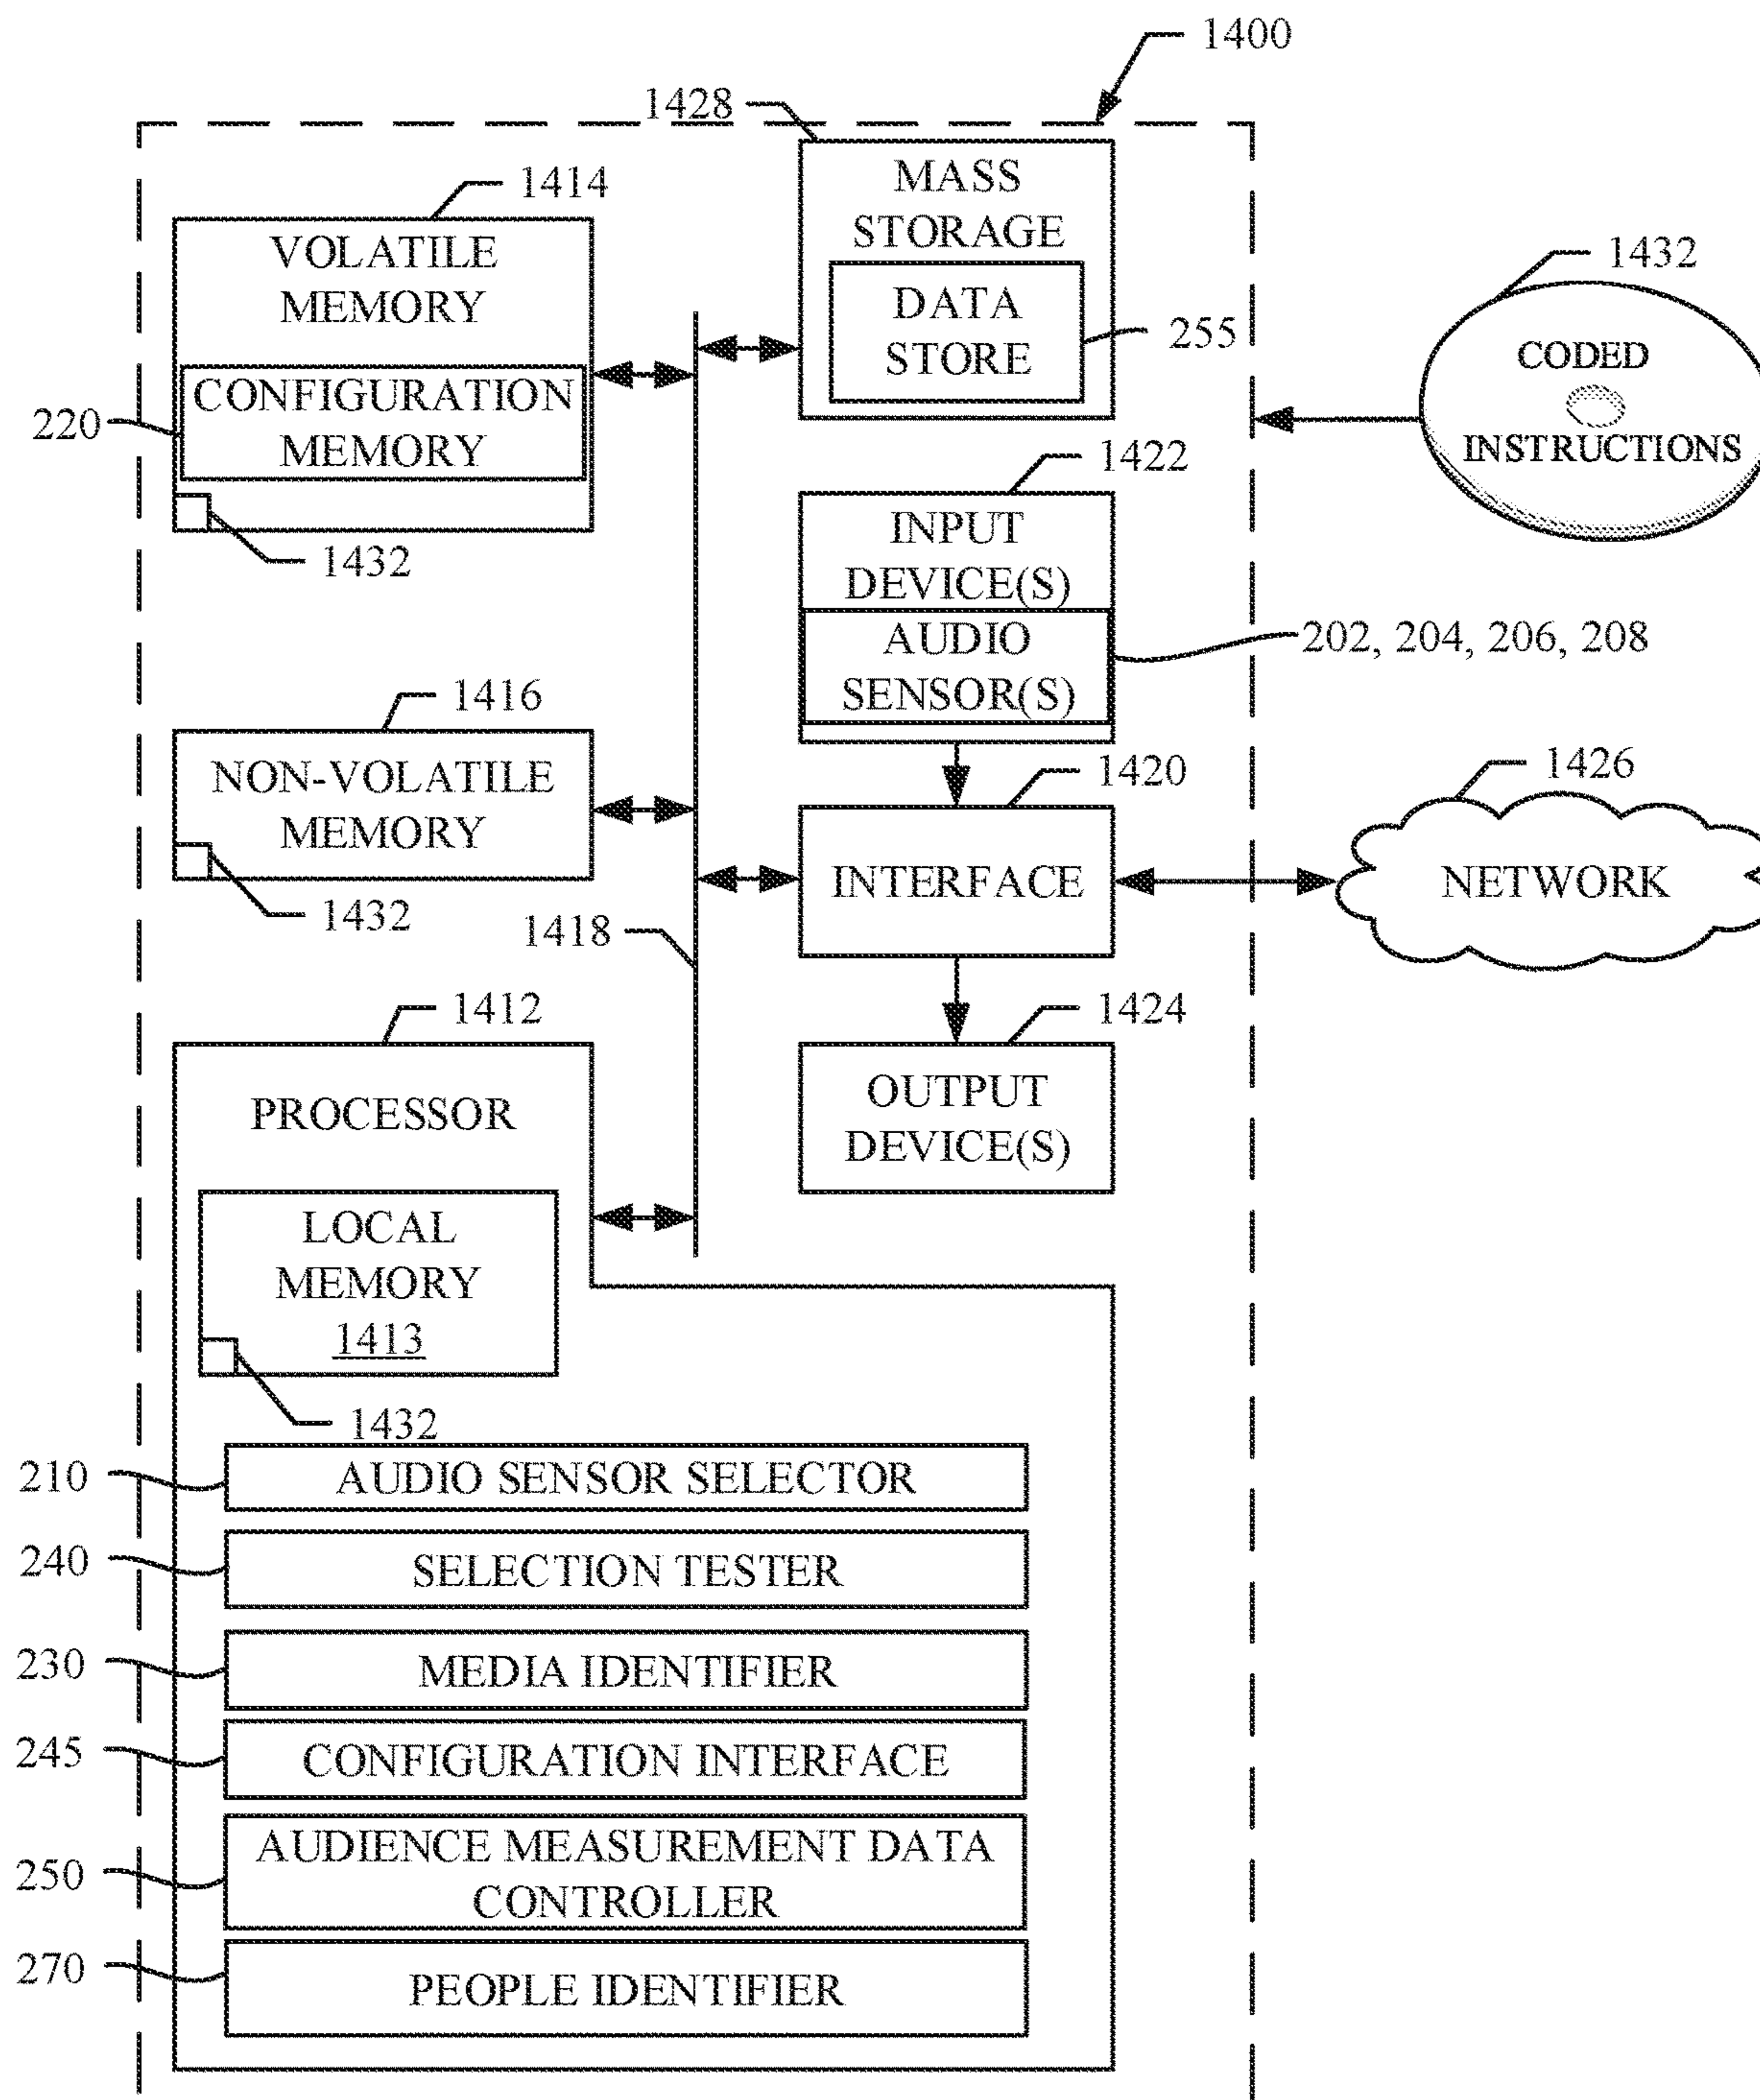 1400
1428
MASS
STORAGE
DATA
STORE
255
1414
VOLATILE
MEMORY
CONFIGURATION
MEMORY
220
1432
1432
CODED
INSTRUCTIONS
1422
INPUT
DEVICE(S)
AUDIO
SENSOR(S)
202, 204, 206, 208
1416
NON-VOLATILE
MEMORY
1432
1420
INTERFACE
1426
NETWORK
1418
1424
OUTPUT
DEVICE(S)
1412
PROCESSOR
LOCAL
MEMORY
1413
1432
210
AUDIO SENSOR SELECTOR
240
SELECTION TESTER
230
MEDIA IDENTIFIER
245
CONFIGURATION INTERFACE
250
AUDIENCE MEASUREMENT DATA
CONTROLLER
270
PEOPLE IDENTIFIER